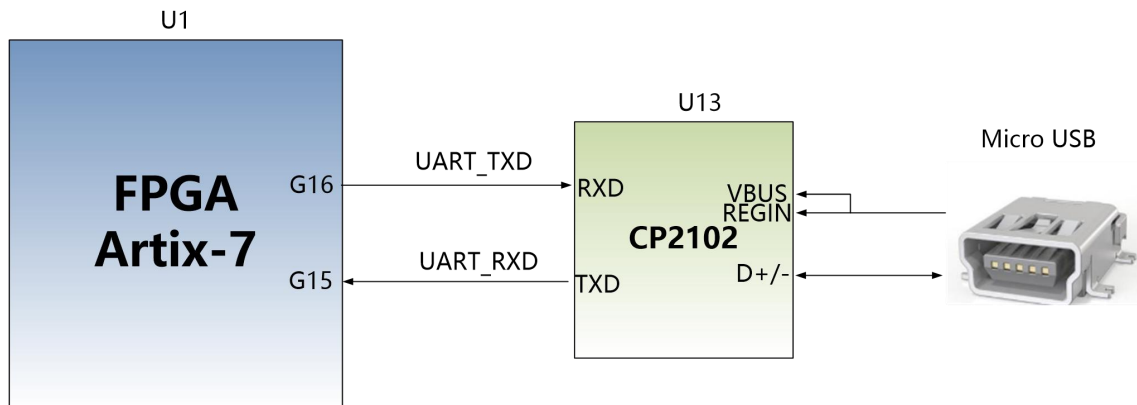 U1
FPGA
Artix-7
G16
G15
UART_TXD
UART_RXD
U13
RXD
TXD
CP2102
VBUS
REGIN
D+/-
Micro USB